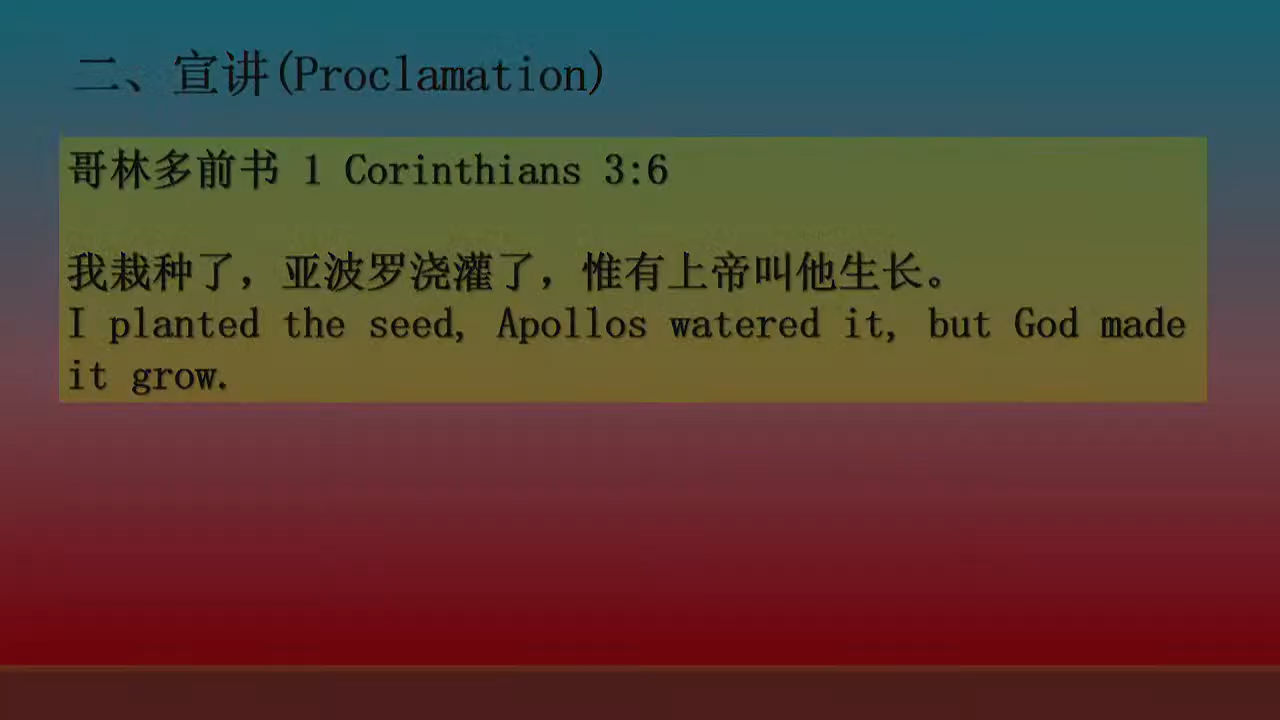 二、宣讲(Proclamation)
哥林多前书 1 Corinthians 3:6
我栽种了，亚波罗浇灌了，惟有上帝叫他生长。
I planted the seed, Apollos watered it, but God made
it grow.